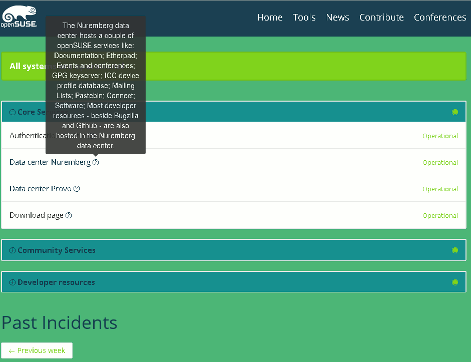 openSUSE
Home Tools News Contribute Conferences
The Nuremberg data
center hosts a couple of
openSUSE services like:
Documentation; Etherpad;
Events and conferences;
GPG keyserver; ICC device
profile database; Mailing
Lists; Pastebin; Connect;
Software; Most developer
resources - beside Bugzilla
and Github - are also
hosted in the Nuremberg
data center
All system
Core Se
Authentica Operational
Data center Nuremberg Operational
Data center Provo Operational
Download page Operational
Community Services
Developer resources
Past Incidents
← Previous week